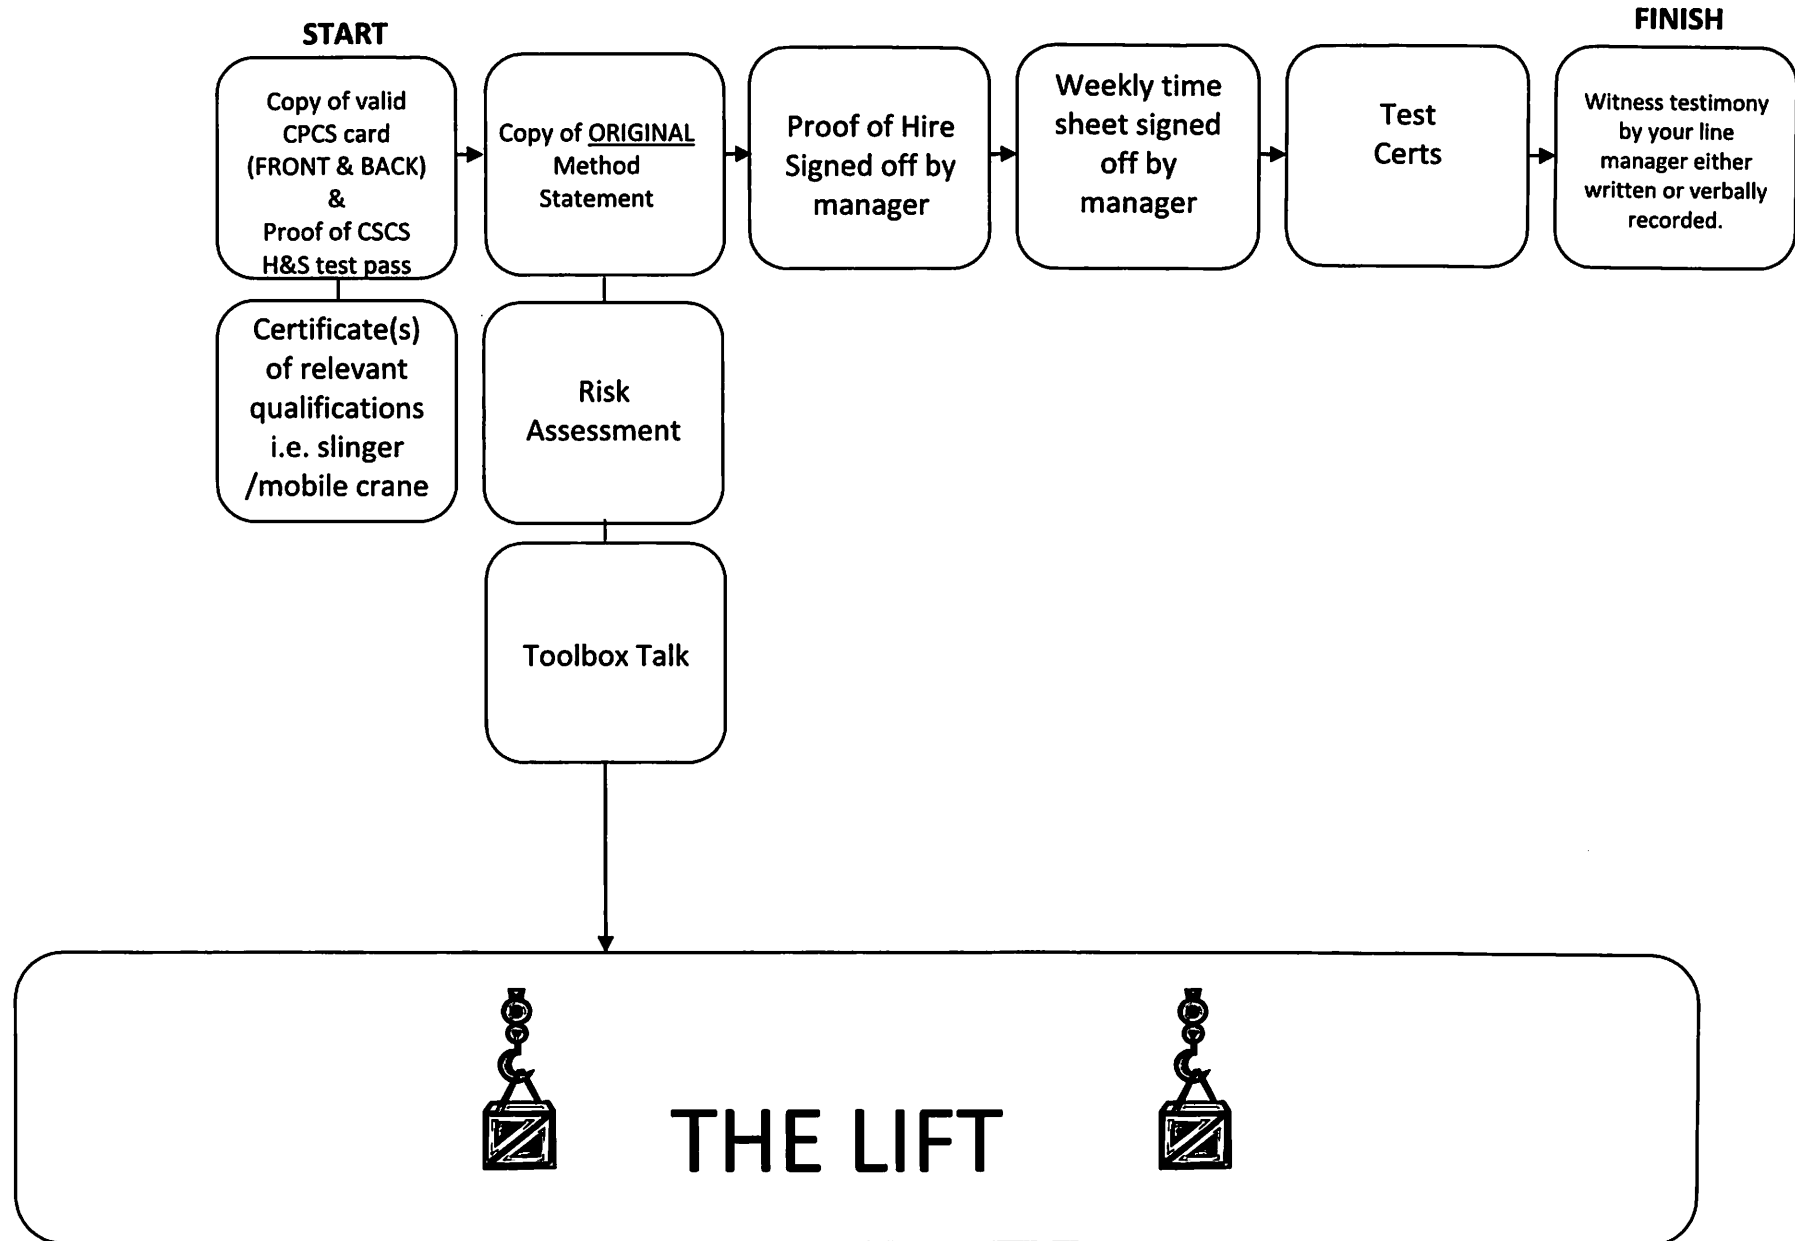 START
FINISH
Copy of valid
CPCS card
(FRONT & BACK)
&
Proof of CSCS
H&S test pass
Copy of ORIGINAL
Method
Statement
Proof of Hire
Signed off by
manager
Weekly time
sheet signed
off by
manager
Test
Certs
Witness testimony
by your line
manager either
written or verbally
recorded.
Certificate(s)
of relevant
qualifications
i.e. slinger
/mobile crane
Risk
Assessment
Toolbox Talk
THE LIFT